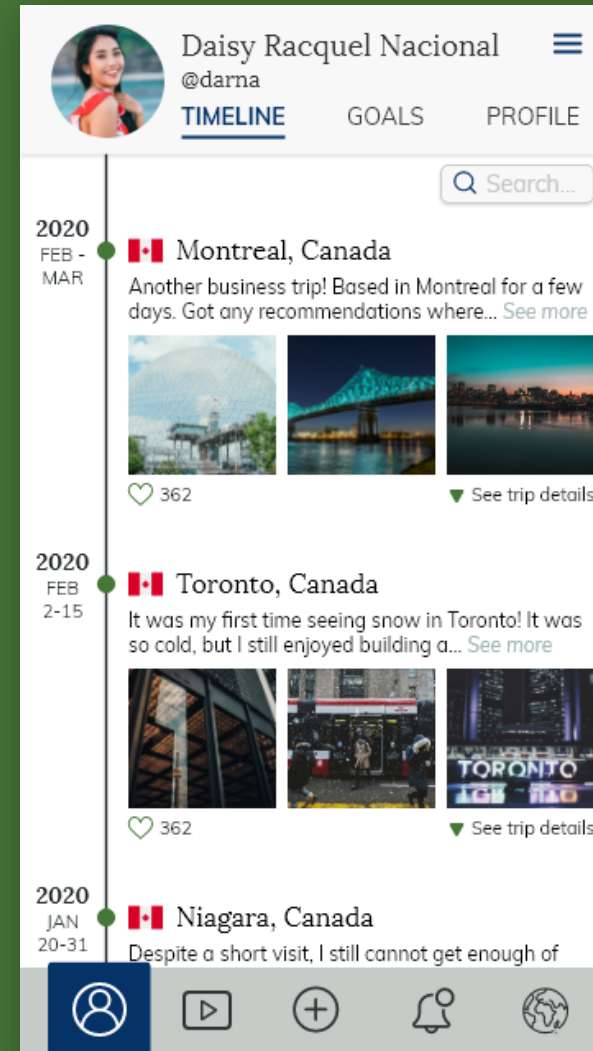 Daisy Racquel Nacional
@darna
TIMELINE GOALS PROFILE
Search...
2020
FEB -
MAR
Montreal, Canada
Another business trip! Based in Montreal for a few
days. Got any recommendations where... See more
362
See trip details
2020
FEB
2-15
Toronto, Canada
It was my first time seeing snow in Toronto! It was
so cold, but I still enjoyed building a... See more
TORONTO
362
See trip details
2020
JAN
20-31
Niagara, Canada
Despite a short visit, I still cannot get enough of